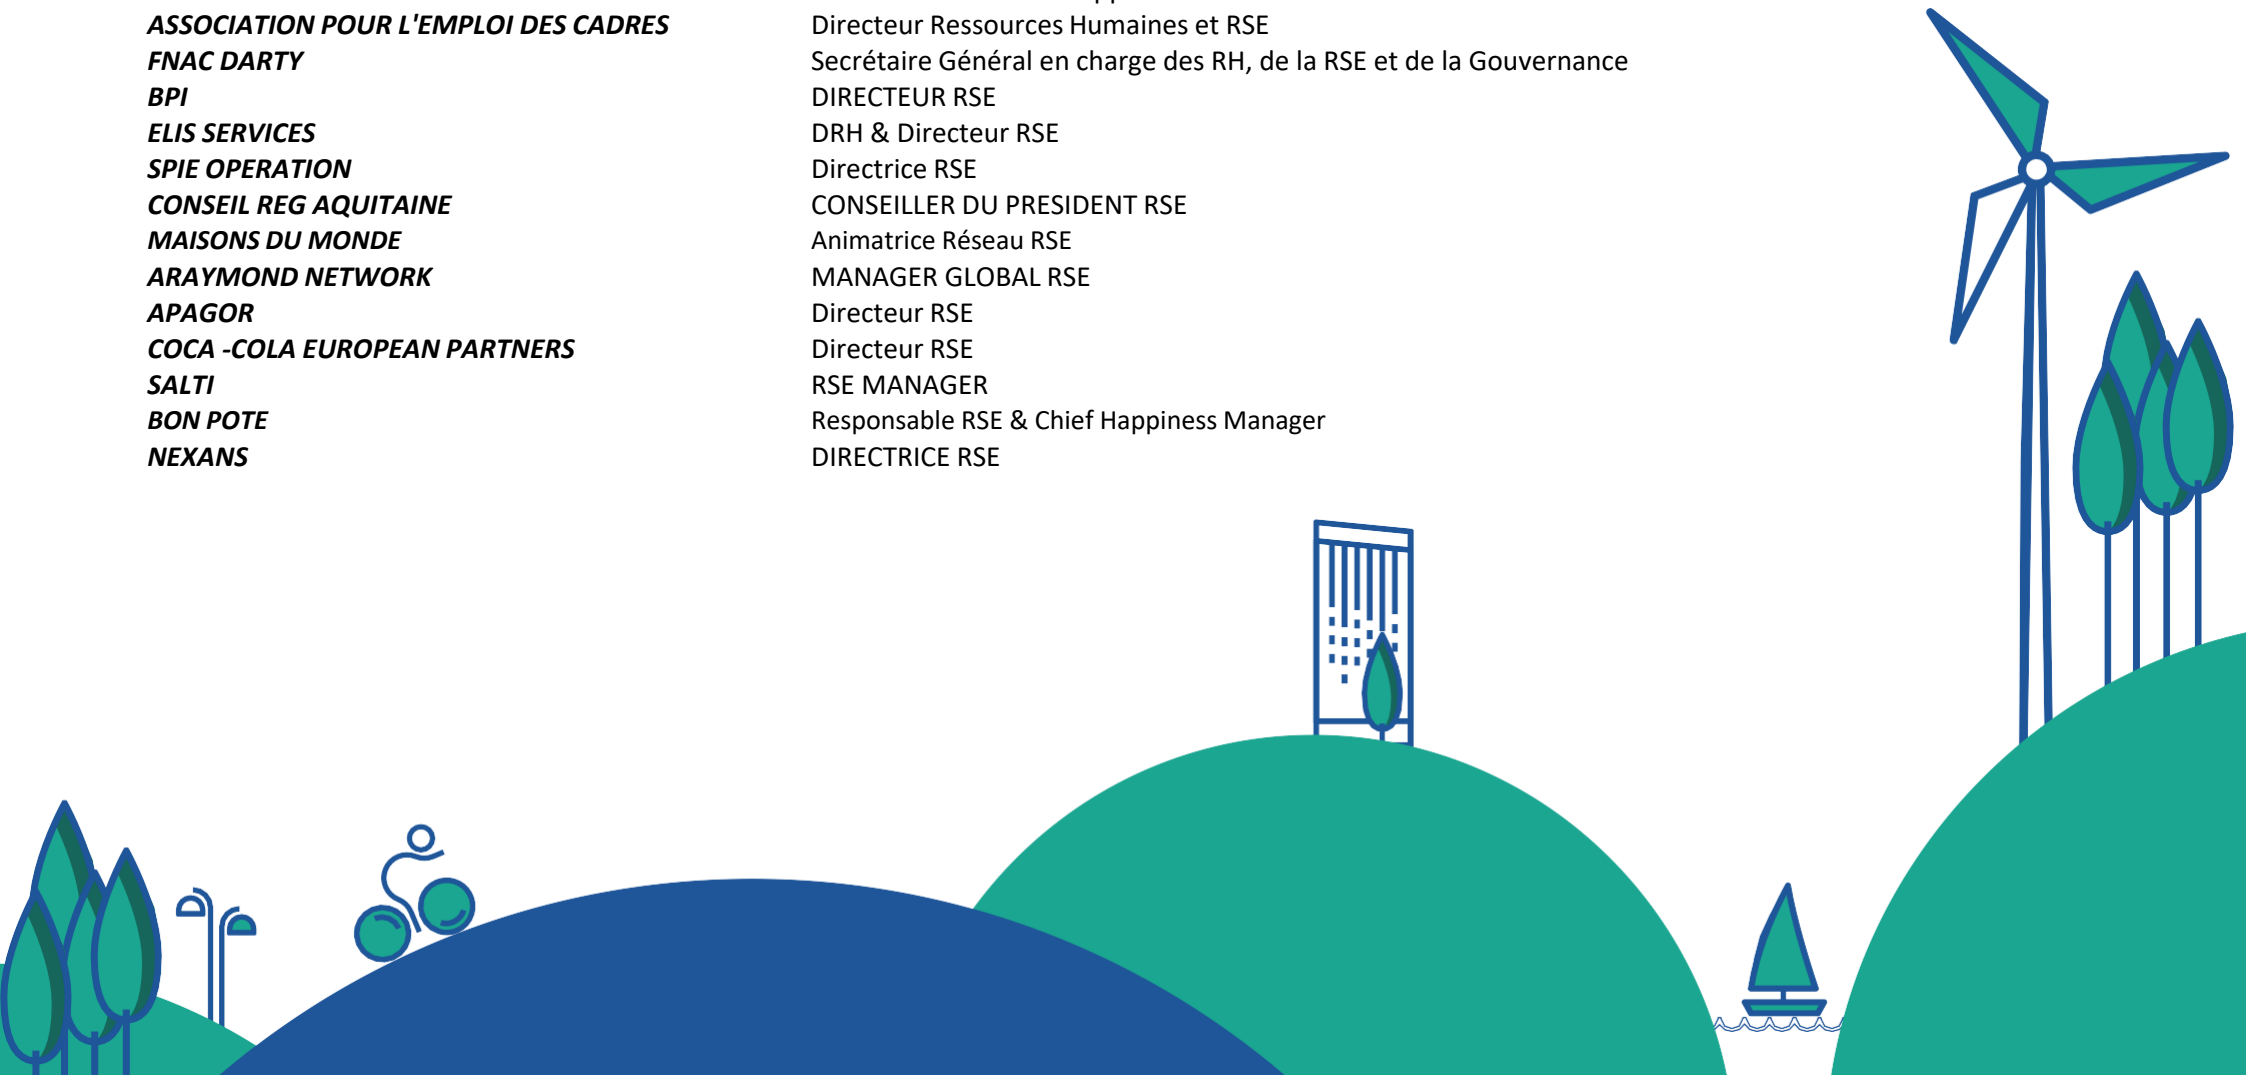 ASSOCIATION POUR L'EMPLOI DES CADRES Directeur Ressources Humaines et RSE
FNAC DARTY Secrétaire Général en charge des RH, de la RSE et de la Gouvernance
BPI DIRECTEUR RSE
ELIS SERVICES DRH & Directeur RSE
SPIE OPERATION Directrice RSE
CONSEIL REG AQUITAINE CONSEILLER DU PRESIDENT RSE
MAISONS DU MONDE Animatrice Réseau RSE
ARAYMOND NETWORK MANAGER GLOBAL RSE
APAGOR Directeur RSE
COCA -COLA EUROPEAN PARTNERS Directeur RSE
SALTI RSE MANAGER
BON POTE Responsable RSE & Chief Happiness Manager
NEXANS DIRECTRICE RSE